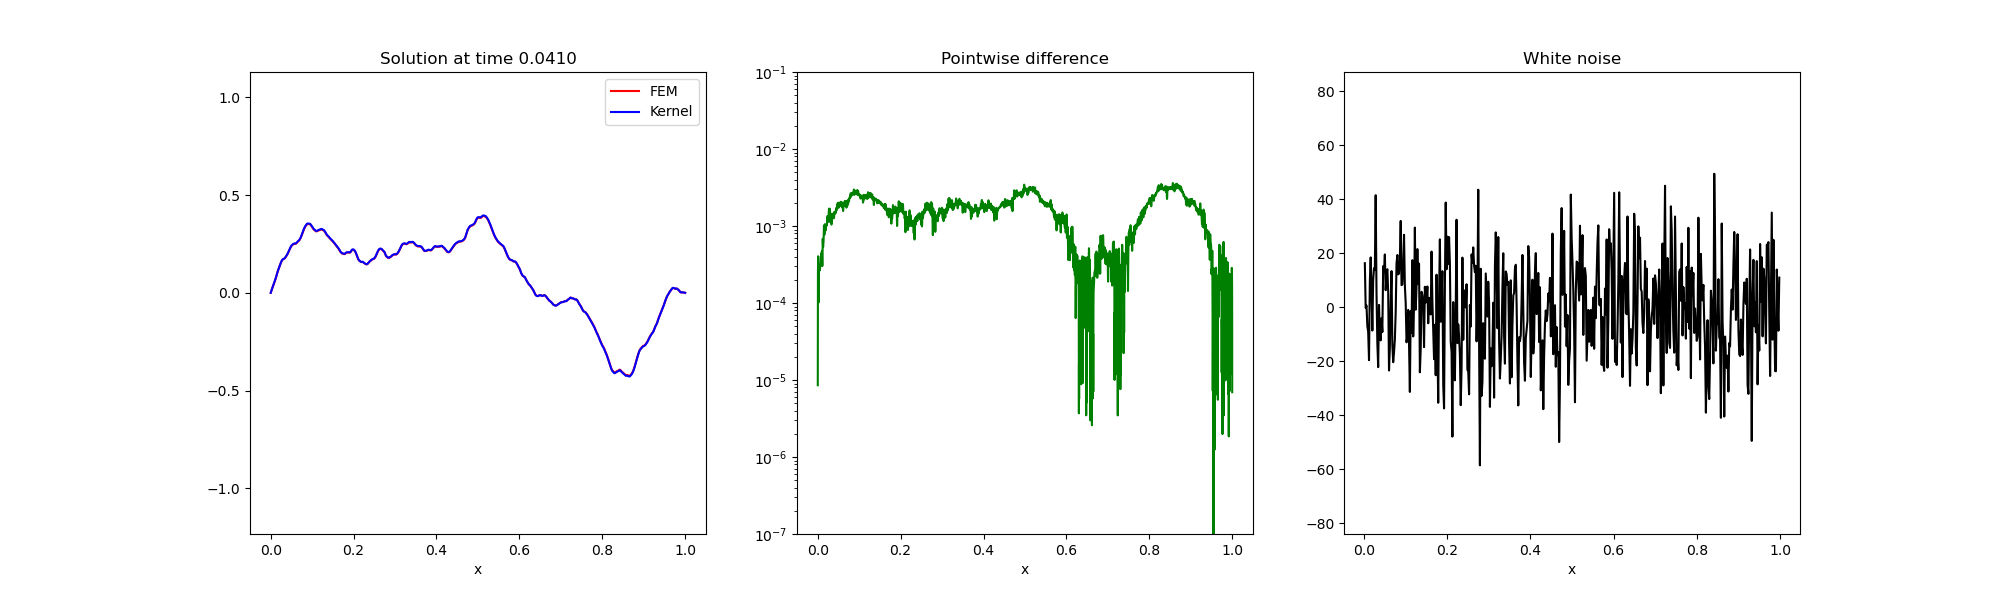 Solution at time 0.0410
1.0
0.5
0.0
−0.5
−1.0
FEM
Kernel
0.0 0.2 0.4 0.6 0.8 1.0
x
Pointwise difference
10⁻¹
10⁻²
10⁻³
10⁻⁴
10⁻⁵
10⁻⁶
10⁻⁷
0.0 0.2 0.4 0.6 0.8 1.0
x
White noise
80
60
40
20
0
−20
−40
−60
−80
0.0 0.2 0.4 0.6 0.8 1.0
x